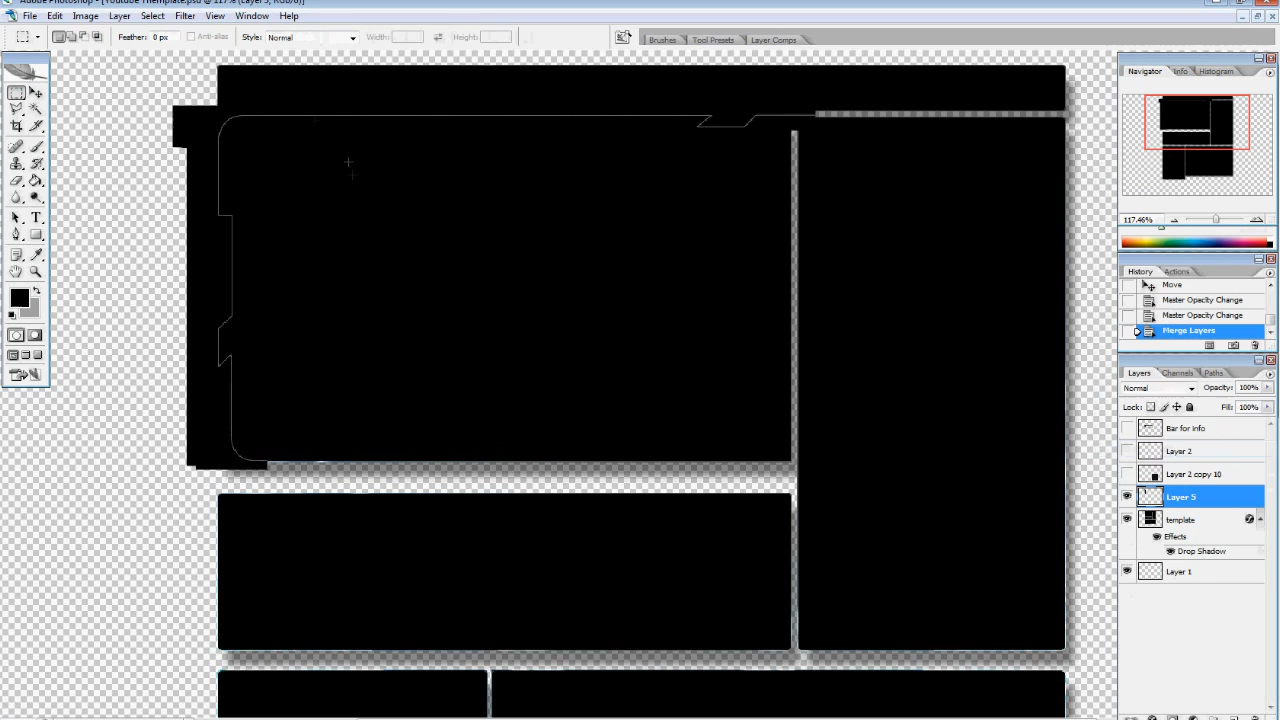 Adobe Photoshop - [Youtube Themplate.psd @ 117% (Layer 5, RGB/8)]
File Edit Image Layer Select Filter View Window Help
Feather: 0 px Anti-alias Style: Normal Width: Height: Brushes Tool Presets Layer Comps
Navigator Info Histogram
117.46%
History Actions
Move
Master Opacity Change
Master Opacity Change
Merge Layers
Layers Channels Paths
Normal Opacity: 100%
Lock: Fill: 100%
Bar for info
Layer 2
Layer 2 copy 10
Layer 5
template
Effects
Drop Shadow
Layer 1
T